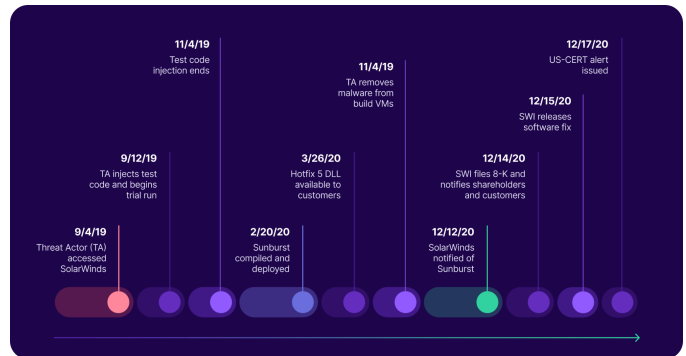 9/4/19
Threat Actor (TA)
accessed
SolarWinds
9/12/19
TA injects test
code and begins
trial run
11/4/19
Test code
injection ends
2/20/20
Sunburst
compiled and
deployed
3/26/20
Hotfix 5 DLL
available to
customers
11/4/19
TA removes
malware from
build VMs
12/12/20
SolarWinds
notified of
Sunburst
12/14/20
SWI files 8-K and
notifies shareholders
and customers
12/15/20
SWI releases
software fix
12/17/20
US-CERT alert
issued